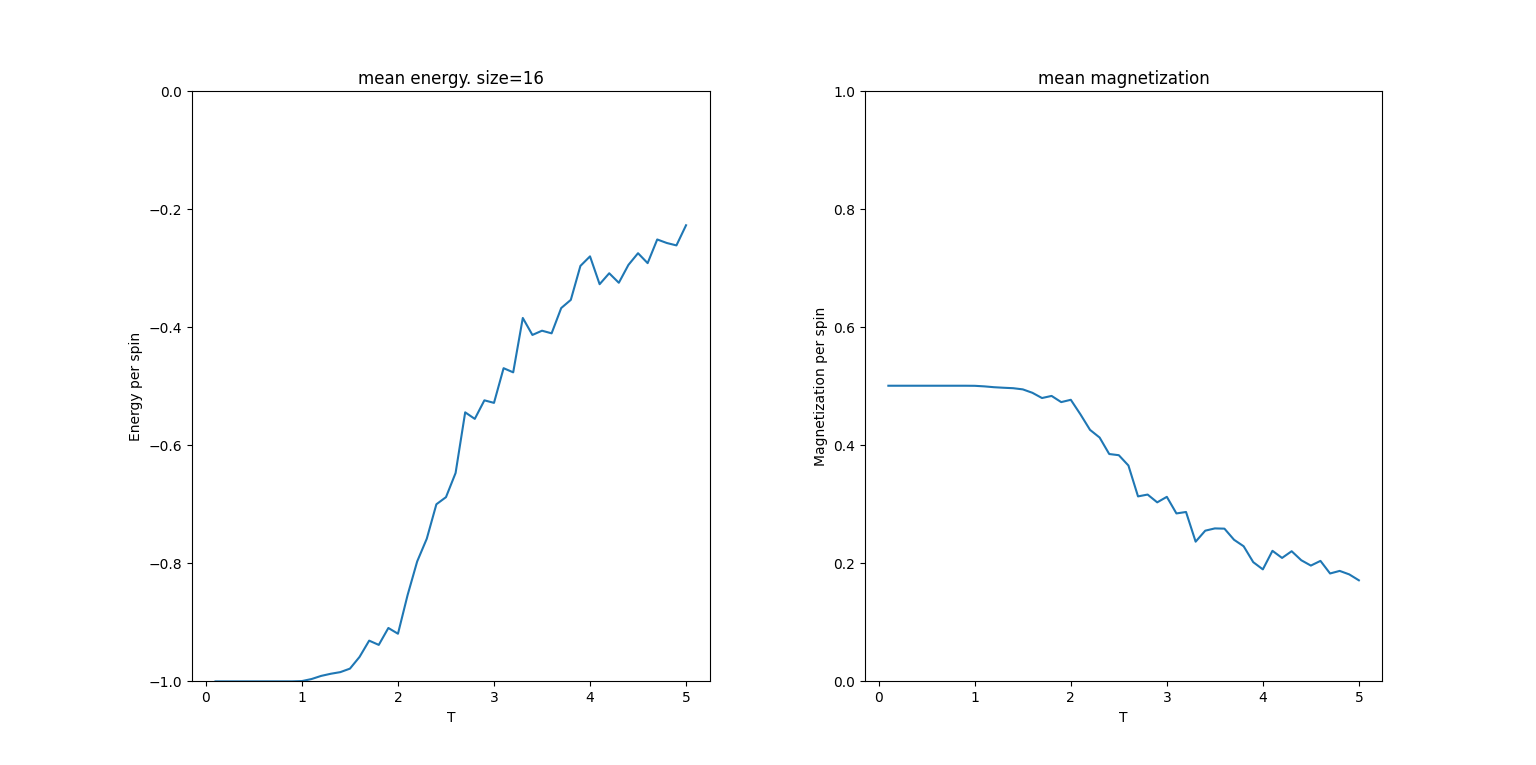 mean energy. size=16
Energy per spin
0.0
−0.2
−0.4
−0.6
−0.8
−1.0
0 1 2 3 4 5
T
mean magnetization
Magnetization per spin
1.0
0.8
0.6
0.4
0.2
0.0
0 1 2 3 4 5
T